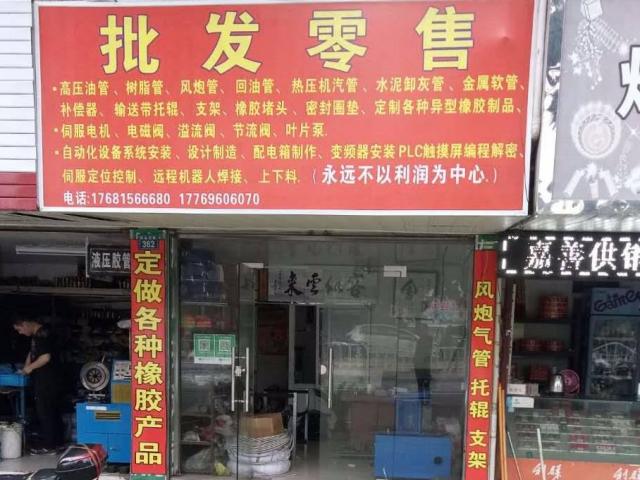 批发零售
·高压油管、树脂管、风炮管、回油管、热压机汽管、水泥卸灰管、金属软管、
补偿器、输送带托辊、支架、橡胶堵头、密封圈垫、定制各种异型橡胶制品、
·伺服电机、电磁阀、溢流阀、节流阀、叶片泵.
·自动化设备系统安装、设计制造、配电箱制作、变频器安装PLC触摸屏编程解密、
伺服定位控制、远程机器人焊接、上下料.（永远不以利润为中心.）
电话:17681566680 17769606070
362
液压胶管
定做各种橡胶产品
风炮气管 托辊 支架
嘉善供销